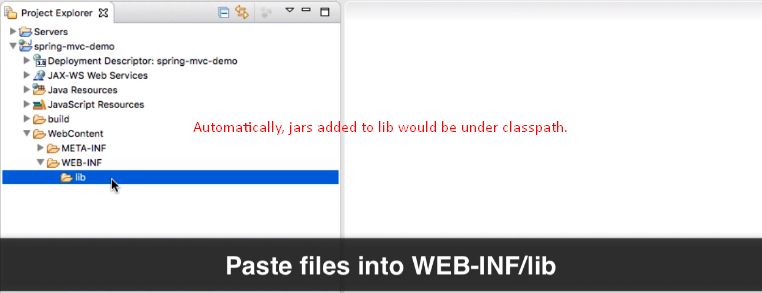 Project Explorer
Servers
spring-mvc-demo
Deployment Descriptor: spring-mvc-demo
JAX-WS Web Services
Java Resources
JavaScript Resources
build
Automatically, jars added to lib would be under classpath.
WebContent
META-INF
WEB-INF
lib
Paste files into WEB-INF/lib